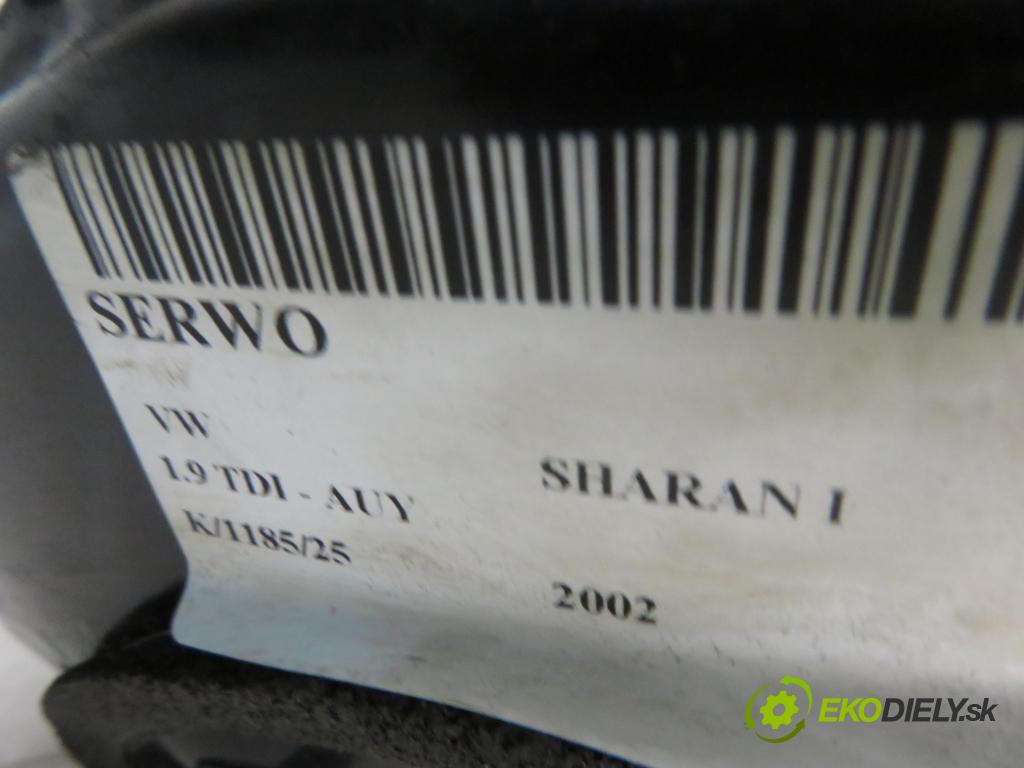 SERWO
VW
1.9 TDI - AUY
SHARAN I
K/1185/25
2002
EKODIELY.sk